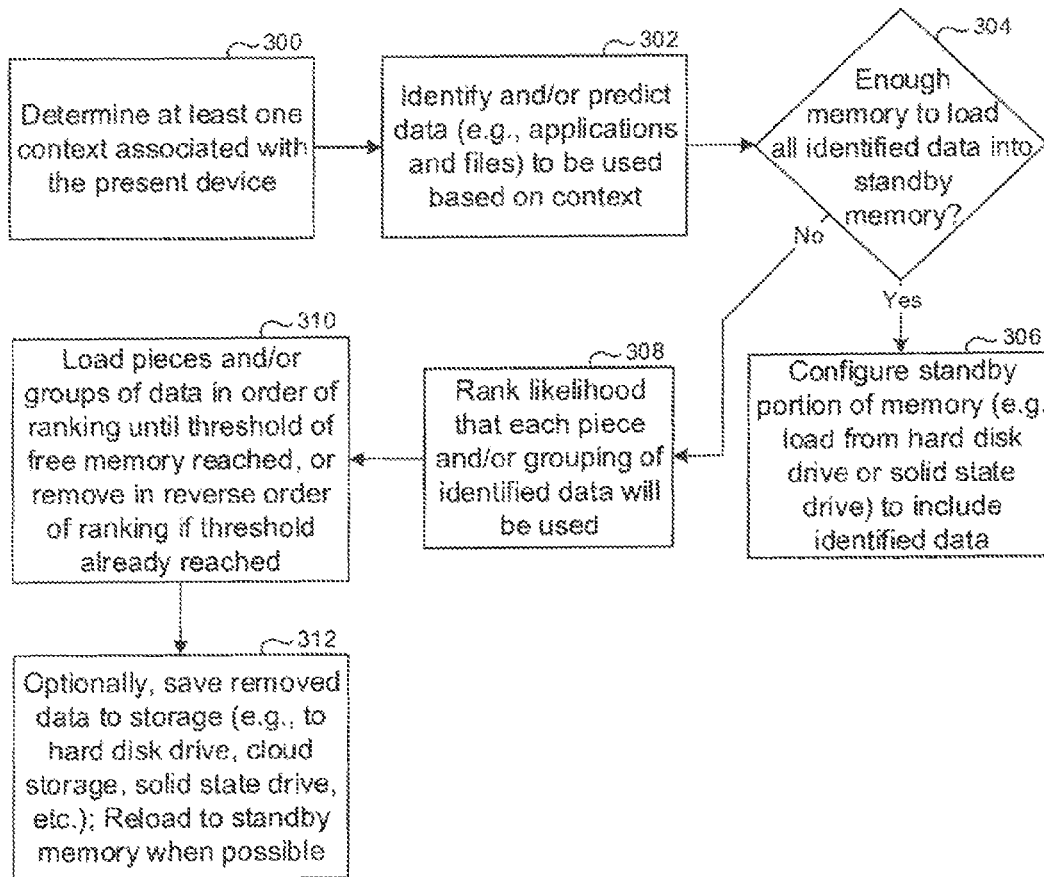 300
Determine at least one
context associated with
the present device
302
Identify and/or predict
data (e.g., applications
and files) to be used
based on context
304
Enough
memory to load
all identified data into
standby
memory?
No
Yes
306
Configure standby
portion of memory (e.g.
load from hard disk
drive or solid state
drive) to include
identified data
308
Rank likelihood
that each piece
and/or grouping of
identified data will
be used
310
Load pieces and/or
groups of data in order of
ranking until threshold of
free memory reached, or
remove in reverse order
of ranking if threshold
already reached
312
Optionally, save removed
data to storage (e.g., to
hard disk drive, cloud
storage, solid state drive,
etc.); Reload to standby
memory when possible